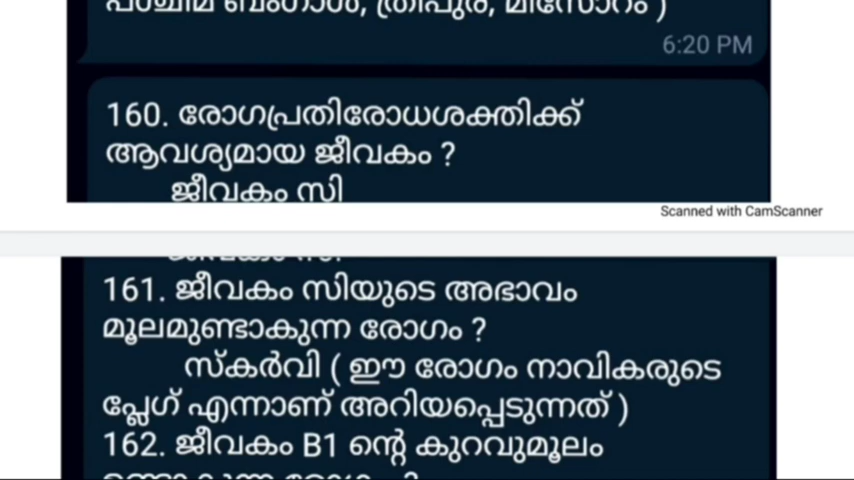 പശ്ചിമ ബംഗാൾ, ത്രിപുര, മിസോറം )
6:20 PM
160. രോഗപ്രതിരോധശക്തിക്ക്
ആവശ്യമായ ജീവകം ?
ജീവകം സി
Scanned with CamScanner
161. ജീവകം സിയുടെ അഭാവം
മൂലമുണ്ടാകുന്ന രോഗം ?
സ്കർവി ( ഈ രോഗം നാവികരുടെ
പ്ലേഗ് എന്നാണ് അറിയപ്പെടുന്നത് )
162. ജീവകം B1 ന്റെ കുറവുമൂലം